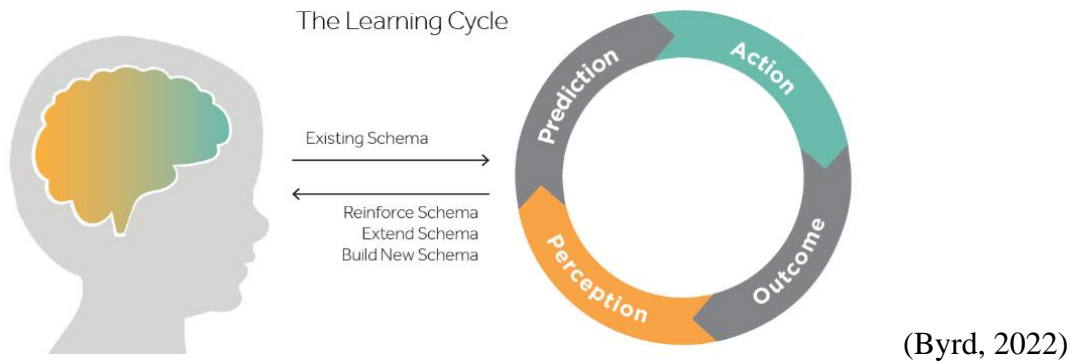 The Learning Cycle
Existing Schema
Reinforce Schema
Extend Schema
Build New Schema
Prediction
Action
Outcome
Perception
(Byrd, 2022)